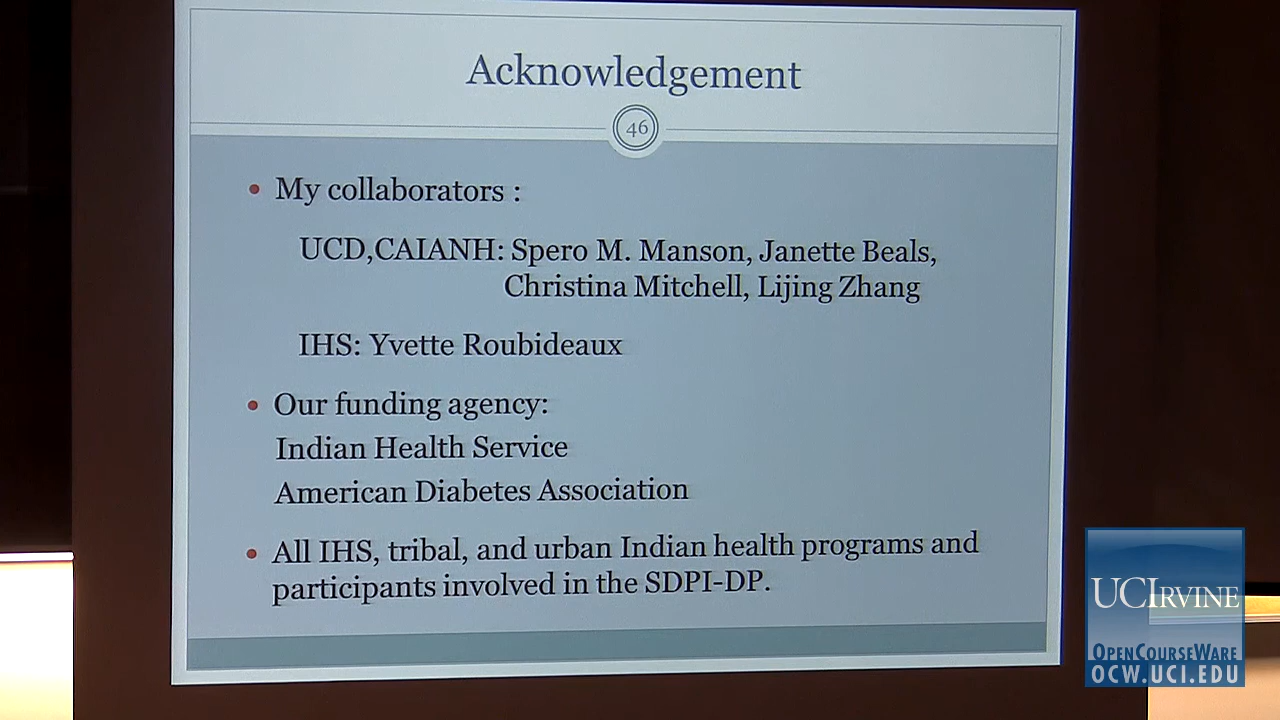 Acknowledgement
46
• My collaborators :
UCD,CAIANH: Spero M. Manson, Janette Beals,
Christina Mitchell, Lijing Zhang
IHS: Yvette Roubideaux
• Our funding agency:
Indian Health Service
American Diabetes Association
• All IHS, tribal, and urban Indian health programs and
participants involved in the SDPI-DP.
UCIRVINE
OPENCOURSEWARE
OCW.UCI.EDU